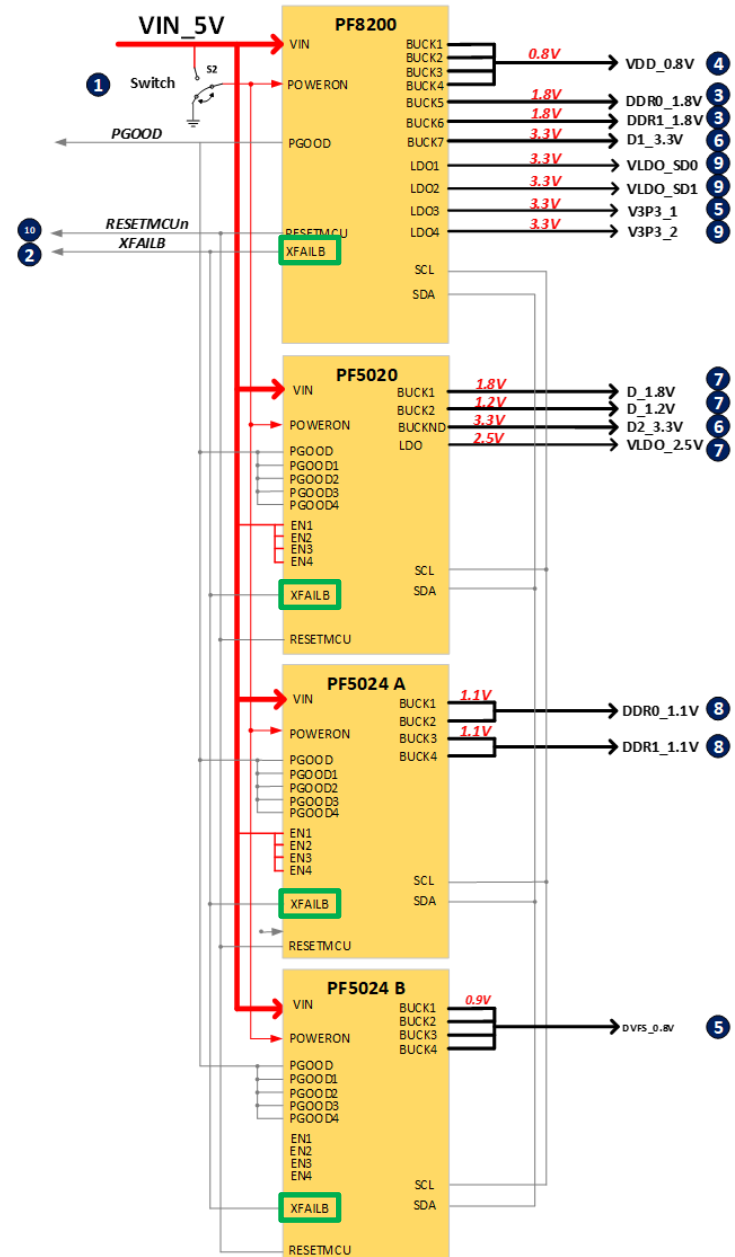 VIN_5V
PF8200
VIN
BUCK1
BUCK2
BUCK3
BUCK4
0.8V
VDD_0.8V
4
1
Switch
S2
POWERON
BUCK5
1.8V
DDR0_1.8V
3
BUCK6
1.8V
DDR1_1.8V
3
PGOOD
PGOOD
BUCK7
3.3V
D1_3.3V
6
LDO1
3.3V
VLDO_SD0
9
LDO2
3.3V
VLDO_SD1
9
LDO3
3.3V
V3P3_1
5
10
RESETMCUn
RESETMCU
LDO4
3.3V
V3P3_2
9
2
XFAILB
XFAILB
SCL
SDA
PF5020
VIN
BUCK1
1.8V
D_1.8V
7
BUCK2
1.2V
D_1.2V
7
POWERON
BUCKND
3.3V
D2_3.3V
6
LDO
2.5V
VLDO_2.5V
7
PGOOD
PGOOD1
PGOOD2
PGOOD3
PGOOD4
EN1
EN2
EN3
EN4
SCL
SDA
XFAILB
RESETMCU
PF5024 A
VIN
BUCK1
1.1V
BUCK2
DDR0_1.1V
8
POWERON
BUCK3
1.1V
BUCK4
DDR1_1.1V
8
PGOOD
PGOOD1
PGOOD2
PGOOD3
PGOOD4
EN1
EN2
EN3
EN4
SCL
SDA
XFAILB
RESETMCU
PF5024 B
VIN
BUCK1
0.9V
BUCK2
BUCK3
BUCK4
DVFS_0.8V
5
POWERON
PGOOD
PGOOD1
PGOOD2
PGOOD3
PGOOD4
EN1
EN2
EN3
EN4
SCL
SDA
XFAILB
RESETMCU